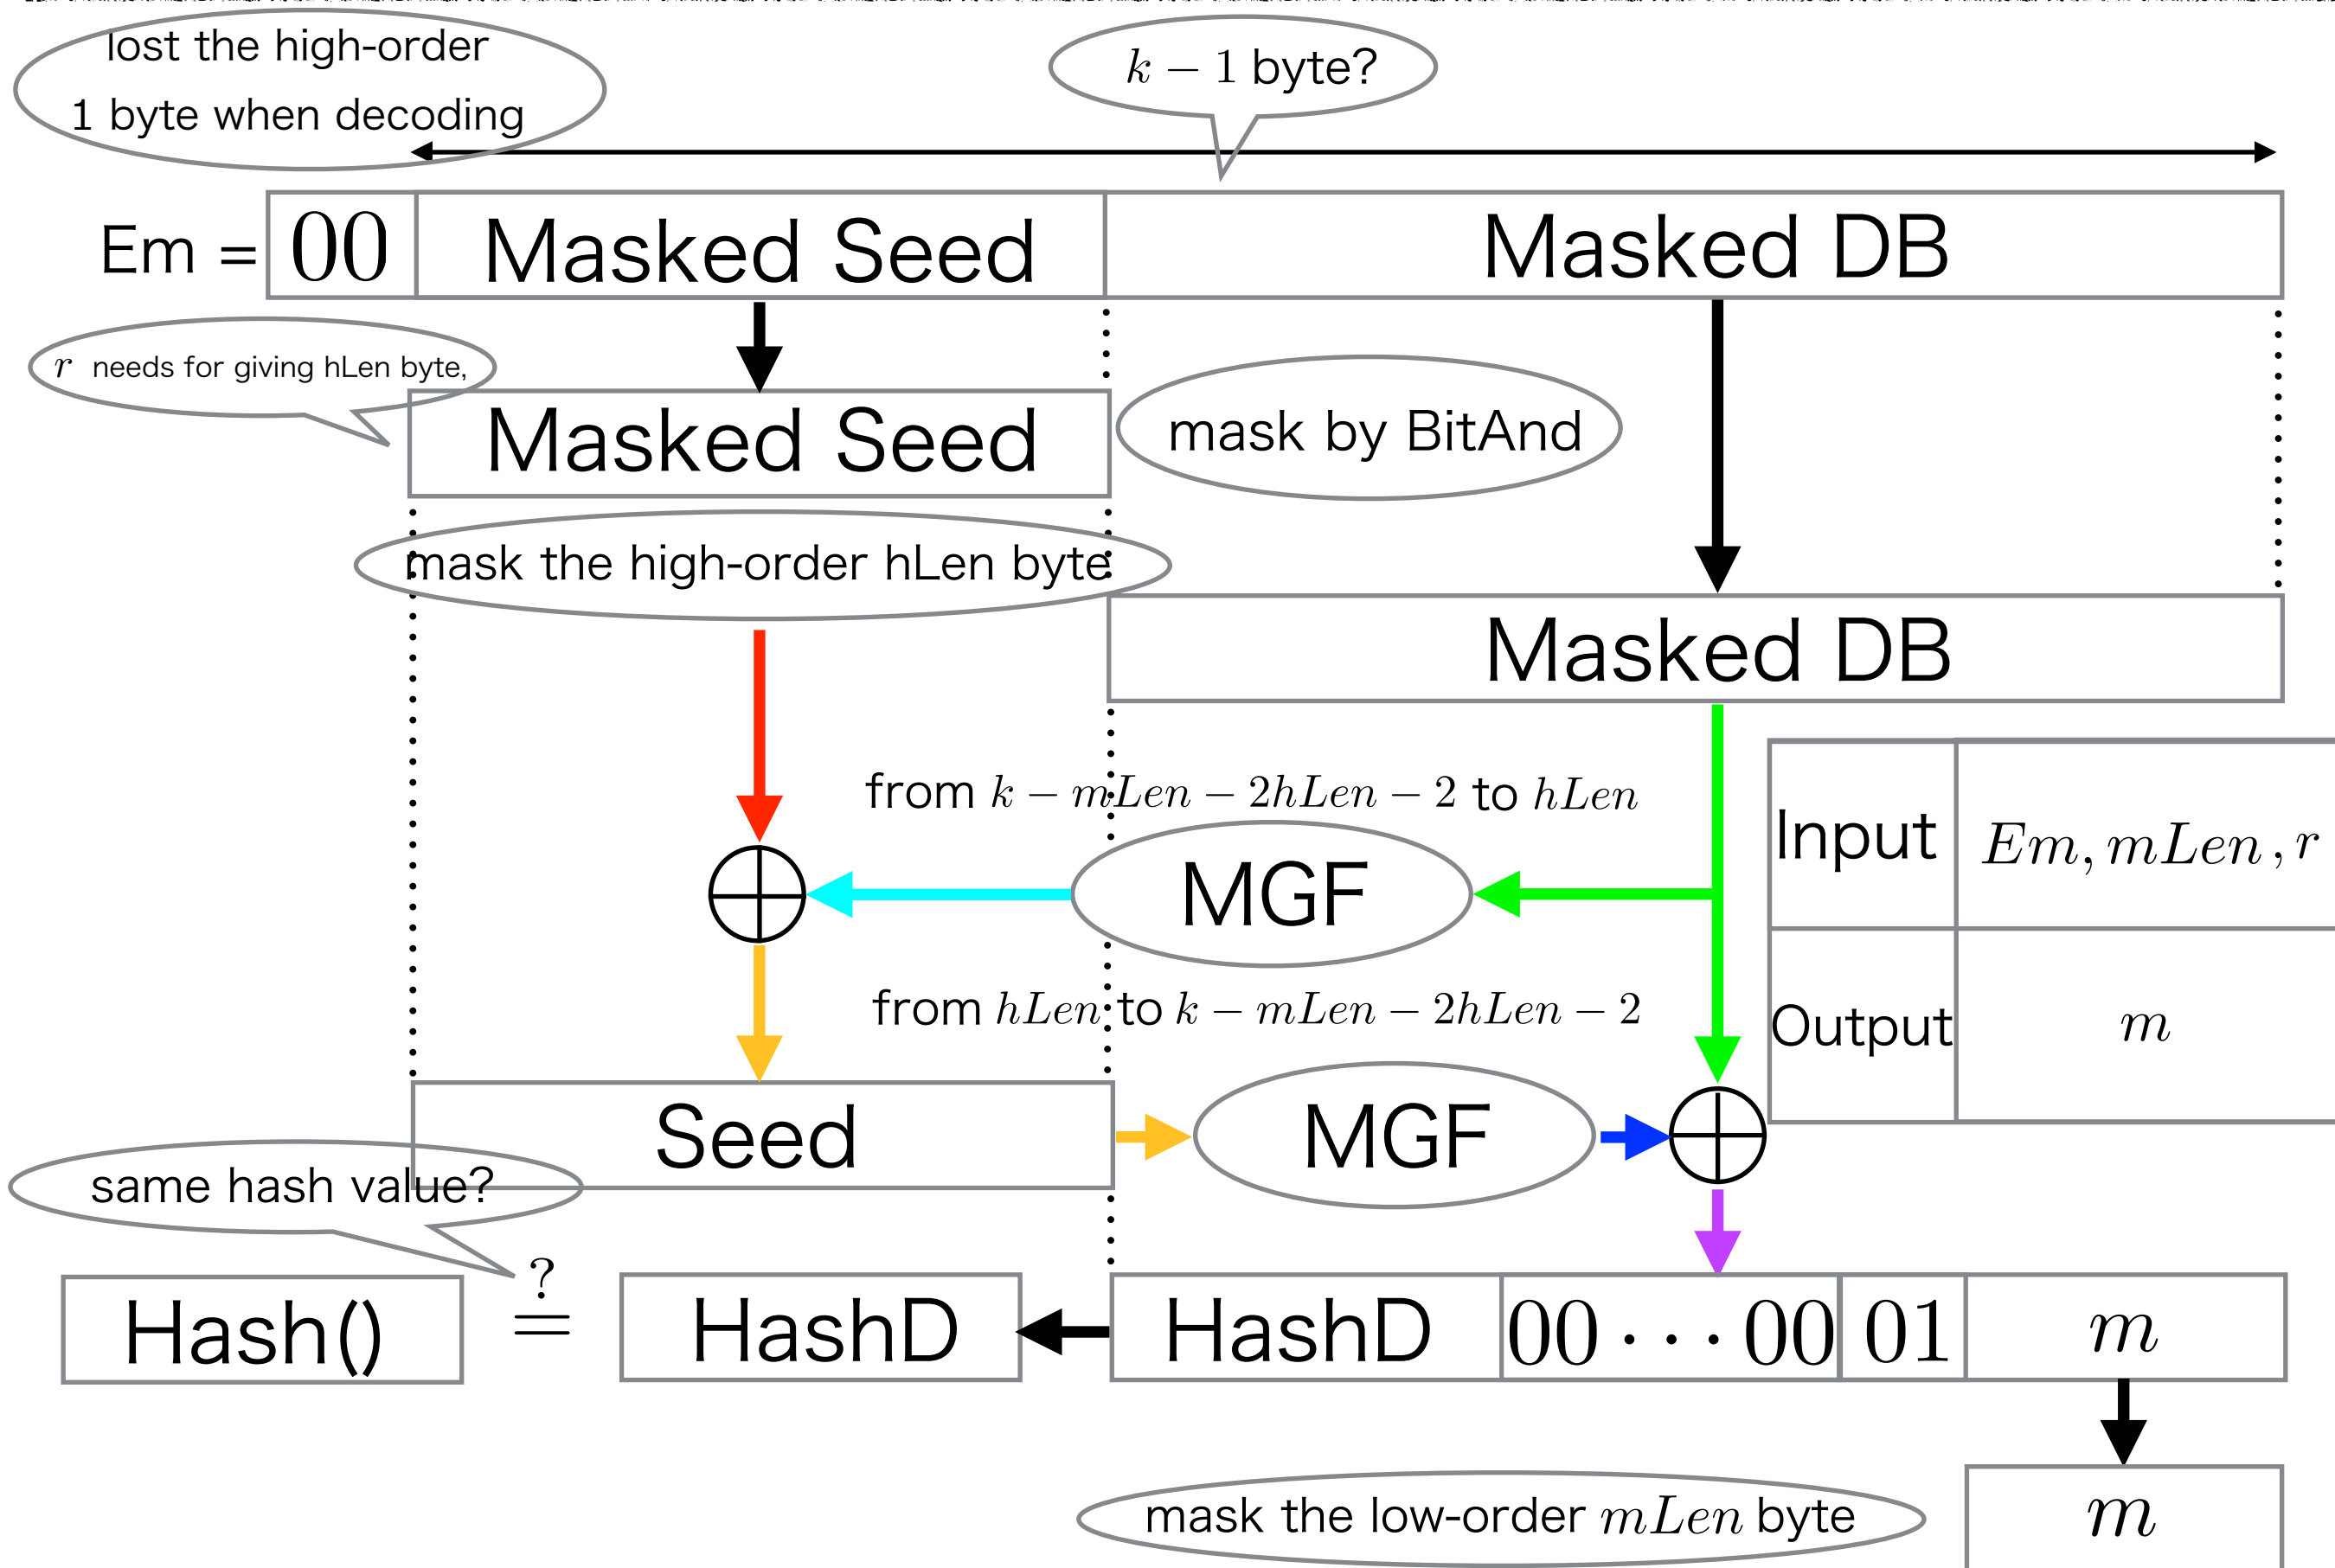 lost the high-order
1 byte when decoding
k − 1 byte?
Em = 00 Masked Seed Masked DB
r needs for giving hLen byte,
Masked Seed
mask by BitAnd
mask the high-order hLen byte
Masked DB
from k − mLen − 2hLen − 2 to hLen
MGF
Input Em, mLen, r
from hLen to k − mLen − 2hLen − 2
Output m
Seed
MGF
same hash value?
Hash() ?= HashD HashD 00 ··· 00 01 m
mask the low-order mLen byte
m